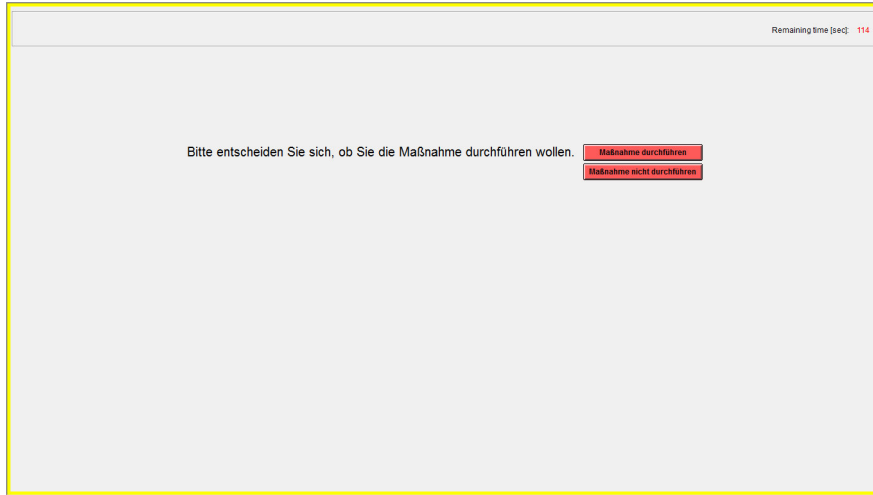 Remaining time [sec]: 114
Bitte entscheiden Sie sich, ob Sie die Maßnahme durchführen wollen. Maßnahme durchführen
Maßnahme nicht durchführen